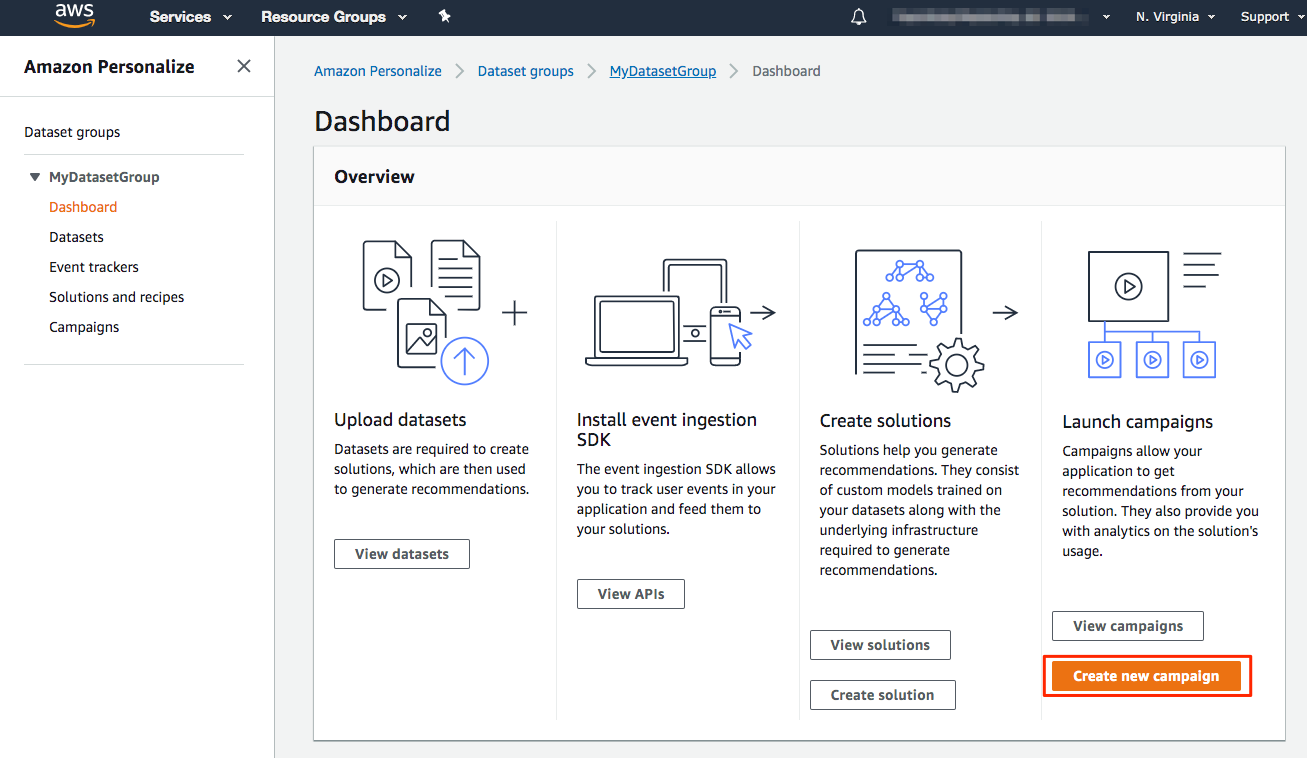 aws Services Resource Groups N. Virginia Support
Amazon Personalize
Amazon Personalize Dataset groups MyDatasetGroup Dashboard
Dataset groups
MyDatasetGroup
Dashboard
Datasets
Event trackers
Solutions and recipes
Campaigns
Dashboard
Overview
Upload datasets
Datasets are required to create
solutions, which are then used
to generate recommendations.
View datasets
Install event ingestion
SDK
The event ingestion SDK allows
you to track user events in your
application and feed them to
your solutions.
View APIs
Create solutions
Solutions help you generate
recommendations. They consist
of custom models trained on
your datasets along with the
underlying infrastructure
required to generate
recommendations.
View solutions
Create solution
Launch campaigns
Campaigns allow your
application to get
recommendations from your
solution. They also provide you
with analytics on the solution's
usage.
View campaigns
Create new campaign